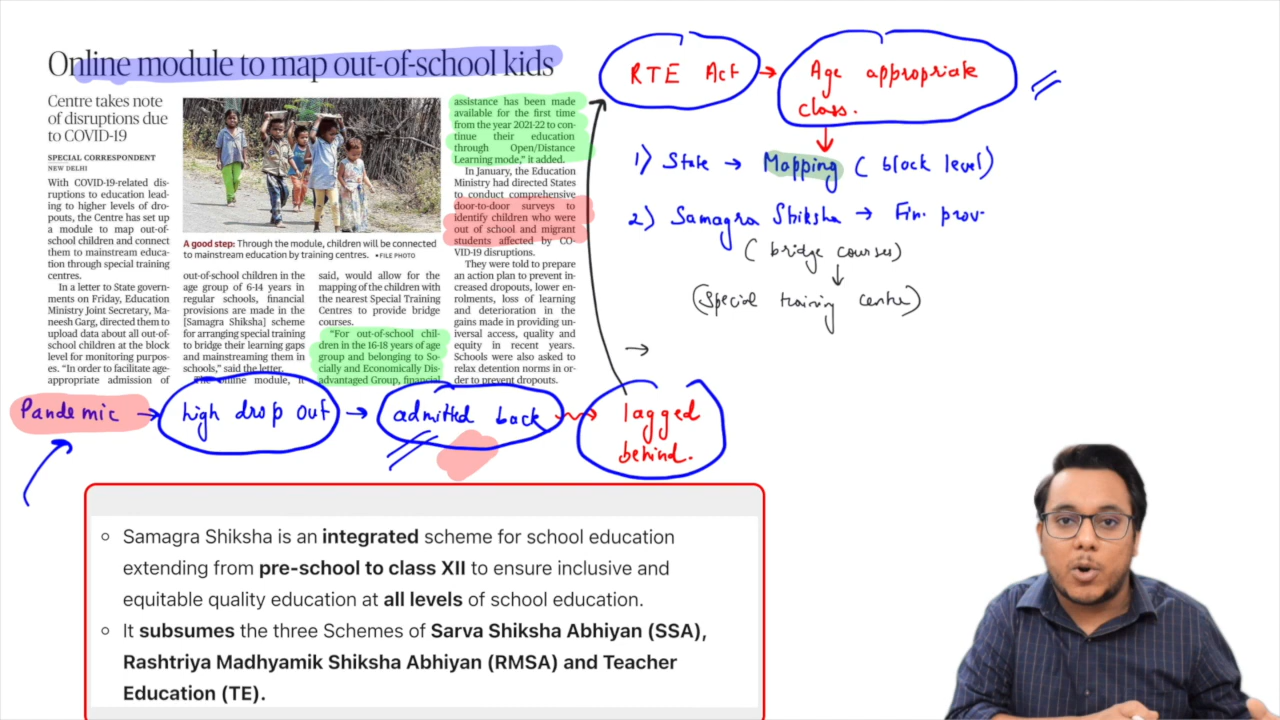 Online module to map out-of-school kids
Centre takes note
of disruptions due
to COVID-19
SPECIAL CORRESPONDENT
NEW DELHI
With COVID-19-related dis-
ruptions to education lead-
ing to higher levels of dro-
pouts, the Centre has set up
a module to map out-of-
school children and connect
them to mainstream educa-
tion through special training
centres.
In a letter to State govern-
ments on Friday, Education
Ministry Joint Secretary, Ma-
neesh Garg, directed them to
upload data about all out-of-
school children at the block
level for monitoring purpos-
es. “In order to facilitate age-
appropriate admission of
A good step: Through the module, children will be connected
to mainstream education by training centres. •FILE PHOTO
out-of-school children in the
age group of 6-14 years in
regular schools, financial
provisions are made in the
[Samagra Shiksha] scheme
for arranging special training
to bridge their learning gaps
and mainstreaming them in
schools,” said the letter.
The online module, it
said, would allow for the
mapping of the children with
the nearest Special Training
Centres to provide bridge
courses.
“For out-of-school chil-
dren in the 16-18 years of age
group and belonging to So-
cially and Economically Dis-
advantaged Group, financial
assistance has been made
available for the first time
from the year 2021-22 to con-
tinue their education
through Open/Distance
Learning mode,” it added.
In January, the Education
Ministry had directed States
to conduct comprehensive
door-to-door surveys to
identify children who were
out of school and migrant
students affected by CO-
VID-19 disruptions.
They were told to prepare
an action plan to prevent in-
creased dropouts, lower en-
rolments, loss of learning
and deterioration in the
gains made in providing uni-
versal access, quality and
equity in recent years.
Schools were also asked to
relax detention norms in or-
der to prevent dropouts.
RTE Act → Age appropriate
class.
1) State → Mapping (block level)
2) Samagra Shiksha → Fin. prov.
(bridge courses)
(Special training centre)
Pandemic → high drop out → admitted back
lagged
behind.
○ Samagra Shiksha is an integrated scheme for school education
extending from pre-school to class XII to ensure inclusive and
equitable quality education at all levels of school education.
○ It subsumes the three Schemes of Sarva Shiksha Abhiyan (SSA),
Rashtriya Madhyamik Shiksha Abhiyan (RMSA) and Teacher
Education (TE).